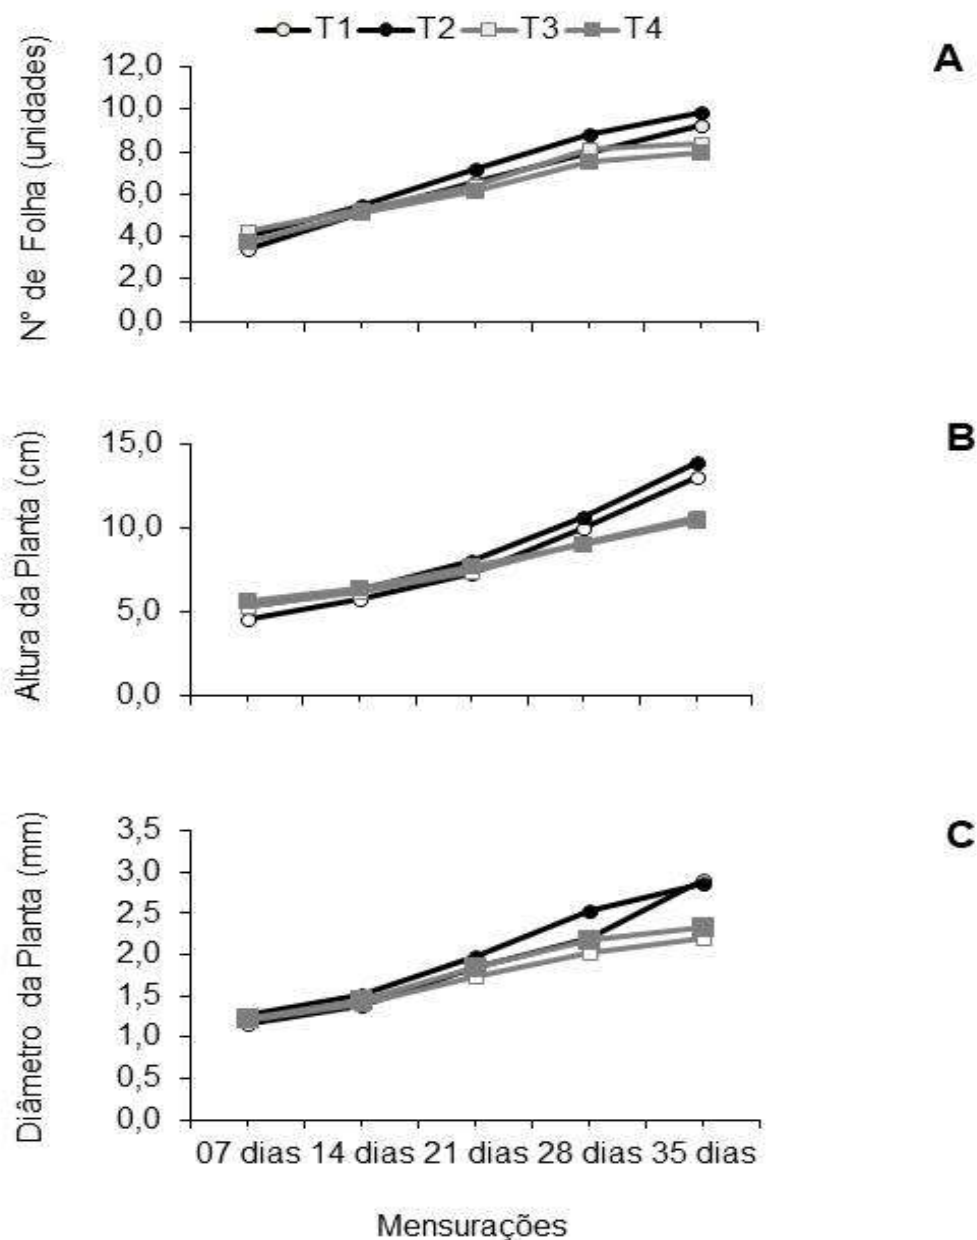 T1 T2 T3 T4
A
Nº de Folha (unidades)
12,0
10,0
8,0
6,0
4,0
2,0
0,0
B
Altura da Planta (cm)
15,0
10,0
5,0
0,0
C
Diâmetro da Planta (mm)
3,5
3,0
2,5
2,0
1,5
1,0
0,5
0,0
07 dias 14 dias 21 dias 28 dias 35 dias
Mensurações